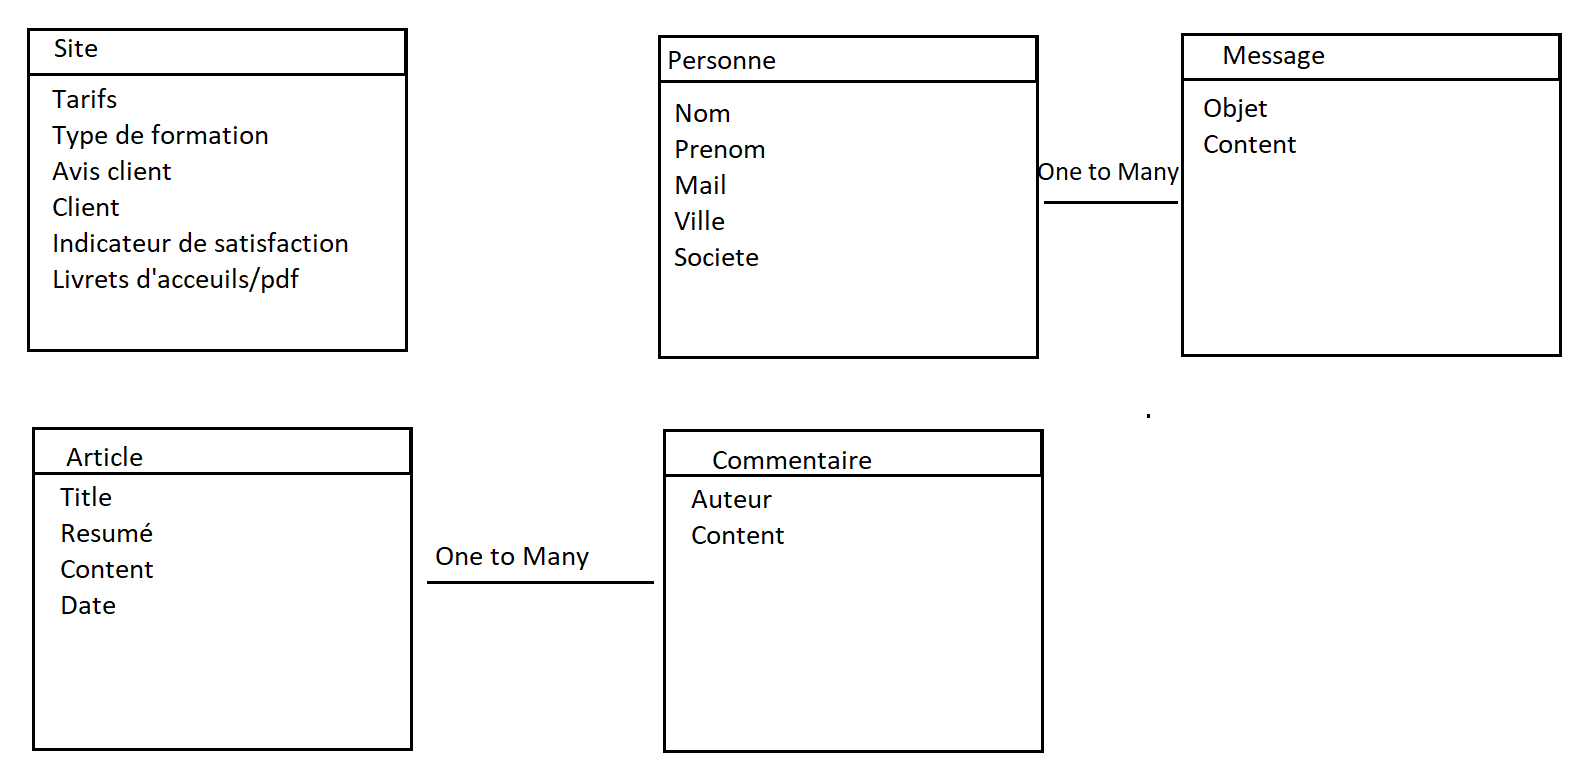 Site
Tarifs
Type de formation
Avis client
Client
Indicateur de satisfaction
Livrets d'acceuils/pdf
Personne
Nom
Prenom
Mail
Ville
Societe
One to Many
Message
Objet
Content
Article
Title
Resumé
Content
Date
One to Many
Commentaire
Auteur
Content